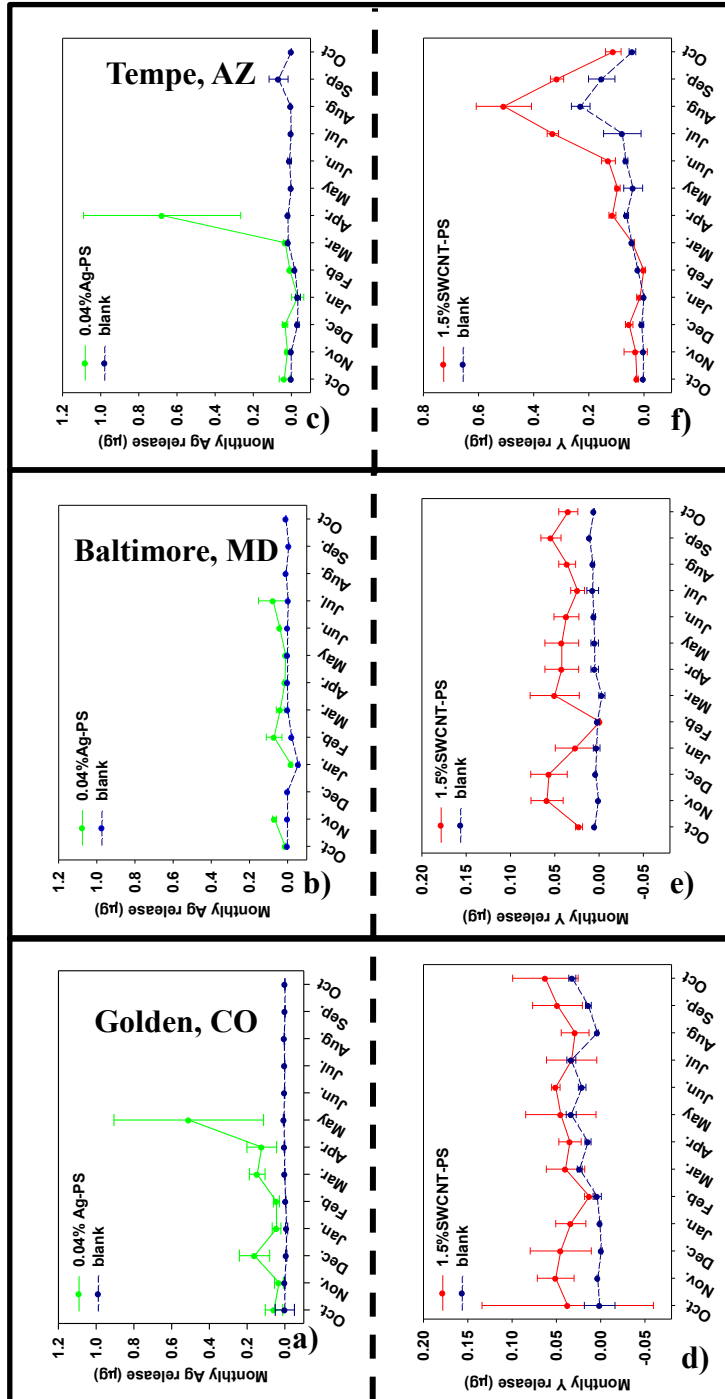 Golden, CO
0.04% Ag-PS
blank
Monthly Ag release (µg)
1.2
1.0
0.8
0.6
0.4
0.2
0.0
Oct. Nov. Dec. Jan. Feb. Mar. Apr. May Jun. Jul. Aug. Sep. Oct
a)
Baltimore, MD
0.04%Ag-PS
blank
Monthly Ag release (µg)
1.2
1.0
0.8
0.6
0.4
0.2
0.0
Oct. Nov. Dec. Jan. Feb. Mar. Apr. May Jun. Jul. Aug. Sep. Oct
b)
Tempe, AZ
0.04%Ag-PS
blank
Monthly Ag release (µg)
1.2
1.0
0.8
0.6
0.4
0.2
0.0
Oct. Nov. Dec. Jan. Feb. Mar. Apr. May Jun. Jul. Aug. Sep. Oct
c)
1.5%SWCNT-PS
blank
Monthly Y release (µg)
0.20
0.15
0.10
0.05
0.00
-0.05
Oct. Nov. Dec. Jan. Feb. Mar. Apr. May Jun. Jul. Aug. Sep. Oct
d)
1.5%SWCNT-PS
blank
Monthly Y release (µg)
0.20
0.15
0.10
0.05
0.00
-0.05
Oct. Nov. Dec. Jan. Feb. Mar. Apr. May Jun. Jul. Aug. Sep. Oct
e)
1.5%SWCNT-PS
blank
Monthly Y release (µg)
0.8
0.6
0.4
0.2
0.0
Oct. Nov. Dec. Jan. Feb. Mar. Apr. May Jun. Jul. Aug. Sep. Oct
f)